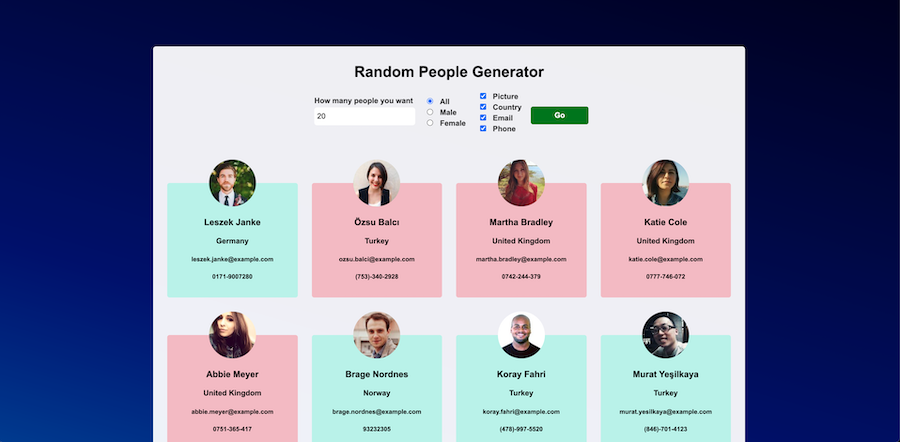 Random People Generator
How many people you want
20
All
Male
Female
Picture
Country
Email
Phone
Go
Leszek Janke
Germany
leszek.janke@example.com
0171-9007280
Özsu Balcı
Turkey
ozsu.balci@example.com
(753)-340-2928
Martha Bradley
United Kingdom
martha.bradley@example.com
0742-244-379
Katie Cole
United Kingdom
katie.cole@example.com
0777-746-072
Abbie Meyer
United Kingdom
abbie.meyer@example.com
0751-365-417
Brage Nordnes
Norway
brage.nordnes@example.com
93232305
Koray Fahri
Turkey
koray.fahri@example.com
(478)-997-5520
Murat Yeşilkaya
Turkey
murat.yesilkaya@example.com
(846)-701-4123